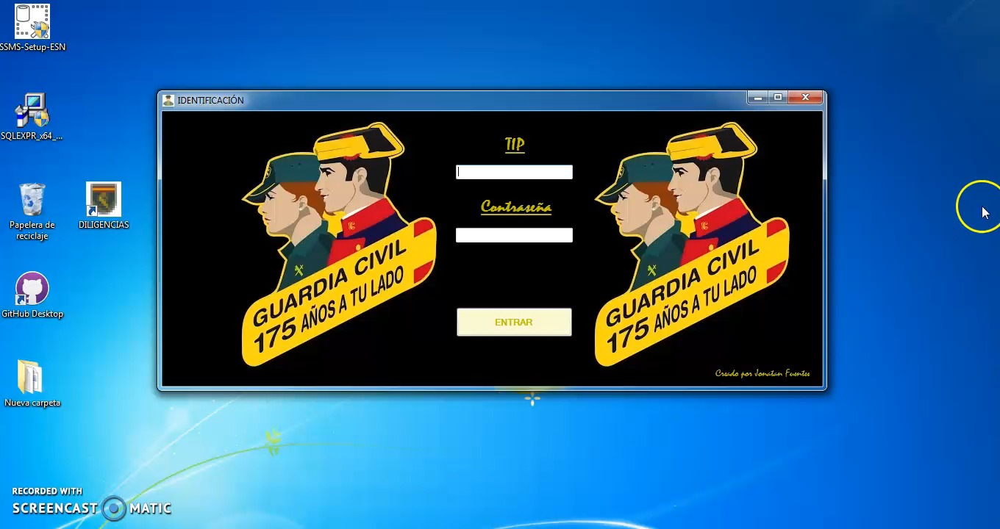 SSMS-Setup-ESN
SQLEXPR_x64_...
Papelera de
reciclaje
DILIGENCIAS
GitHub Desktop
Nueva carpeta
IDENTIFICACIÓN
TIP
Contraseña
ENTRAR
GUARDIA CIVIL
175 AÑOS A TU LADO
GUARDIA CIVIL
175 AÑOS A TU LADO
Creado por Jonatan Fuentes
RECORDED WITH
SCREENCAST MATIC